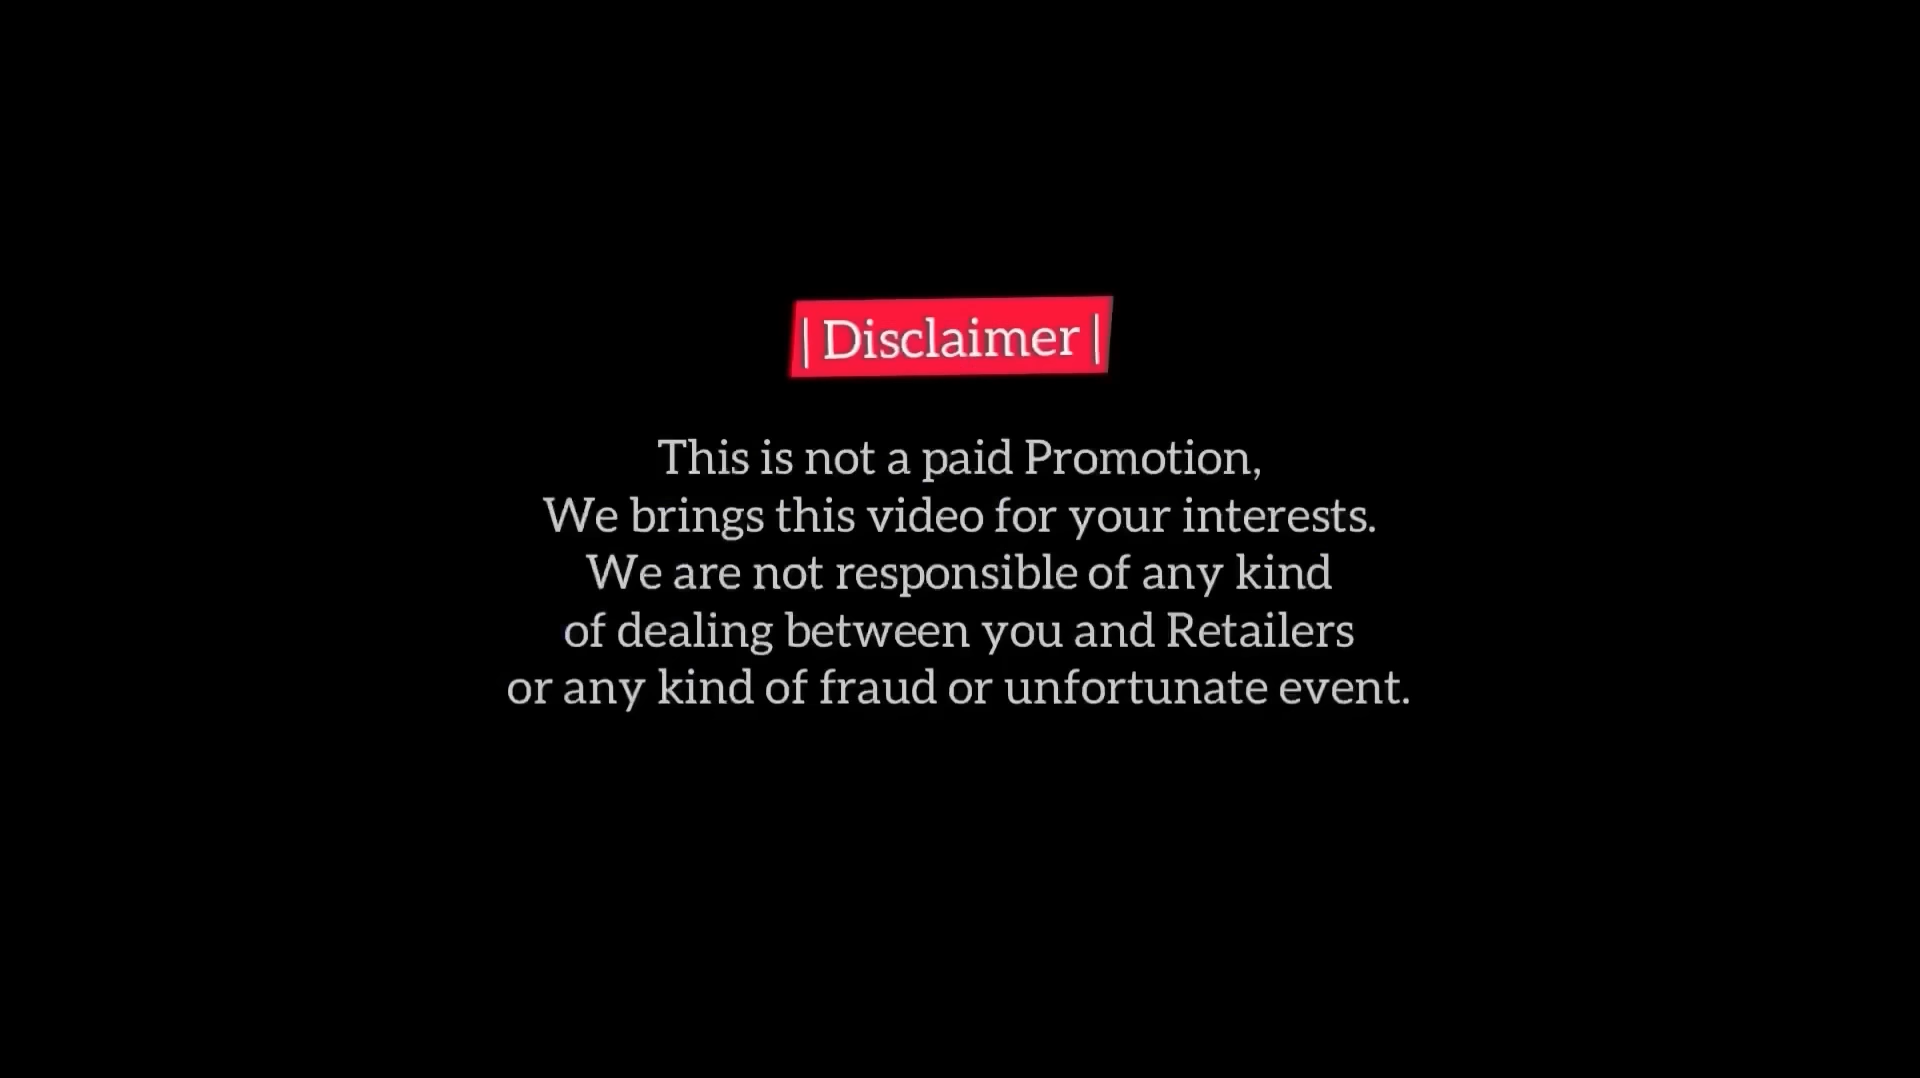 | Disclaimer |
This is not a paid Promotion,
We brings this video for your interests.
We are not responsible of any kind
of dealing between you and Retailers
or any kind of fraud or unfortunate event.